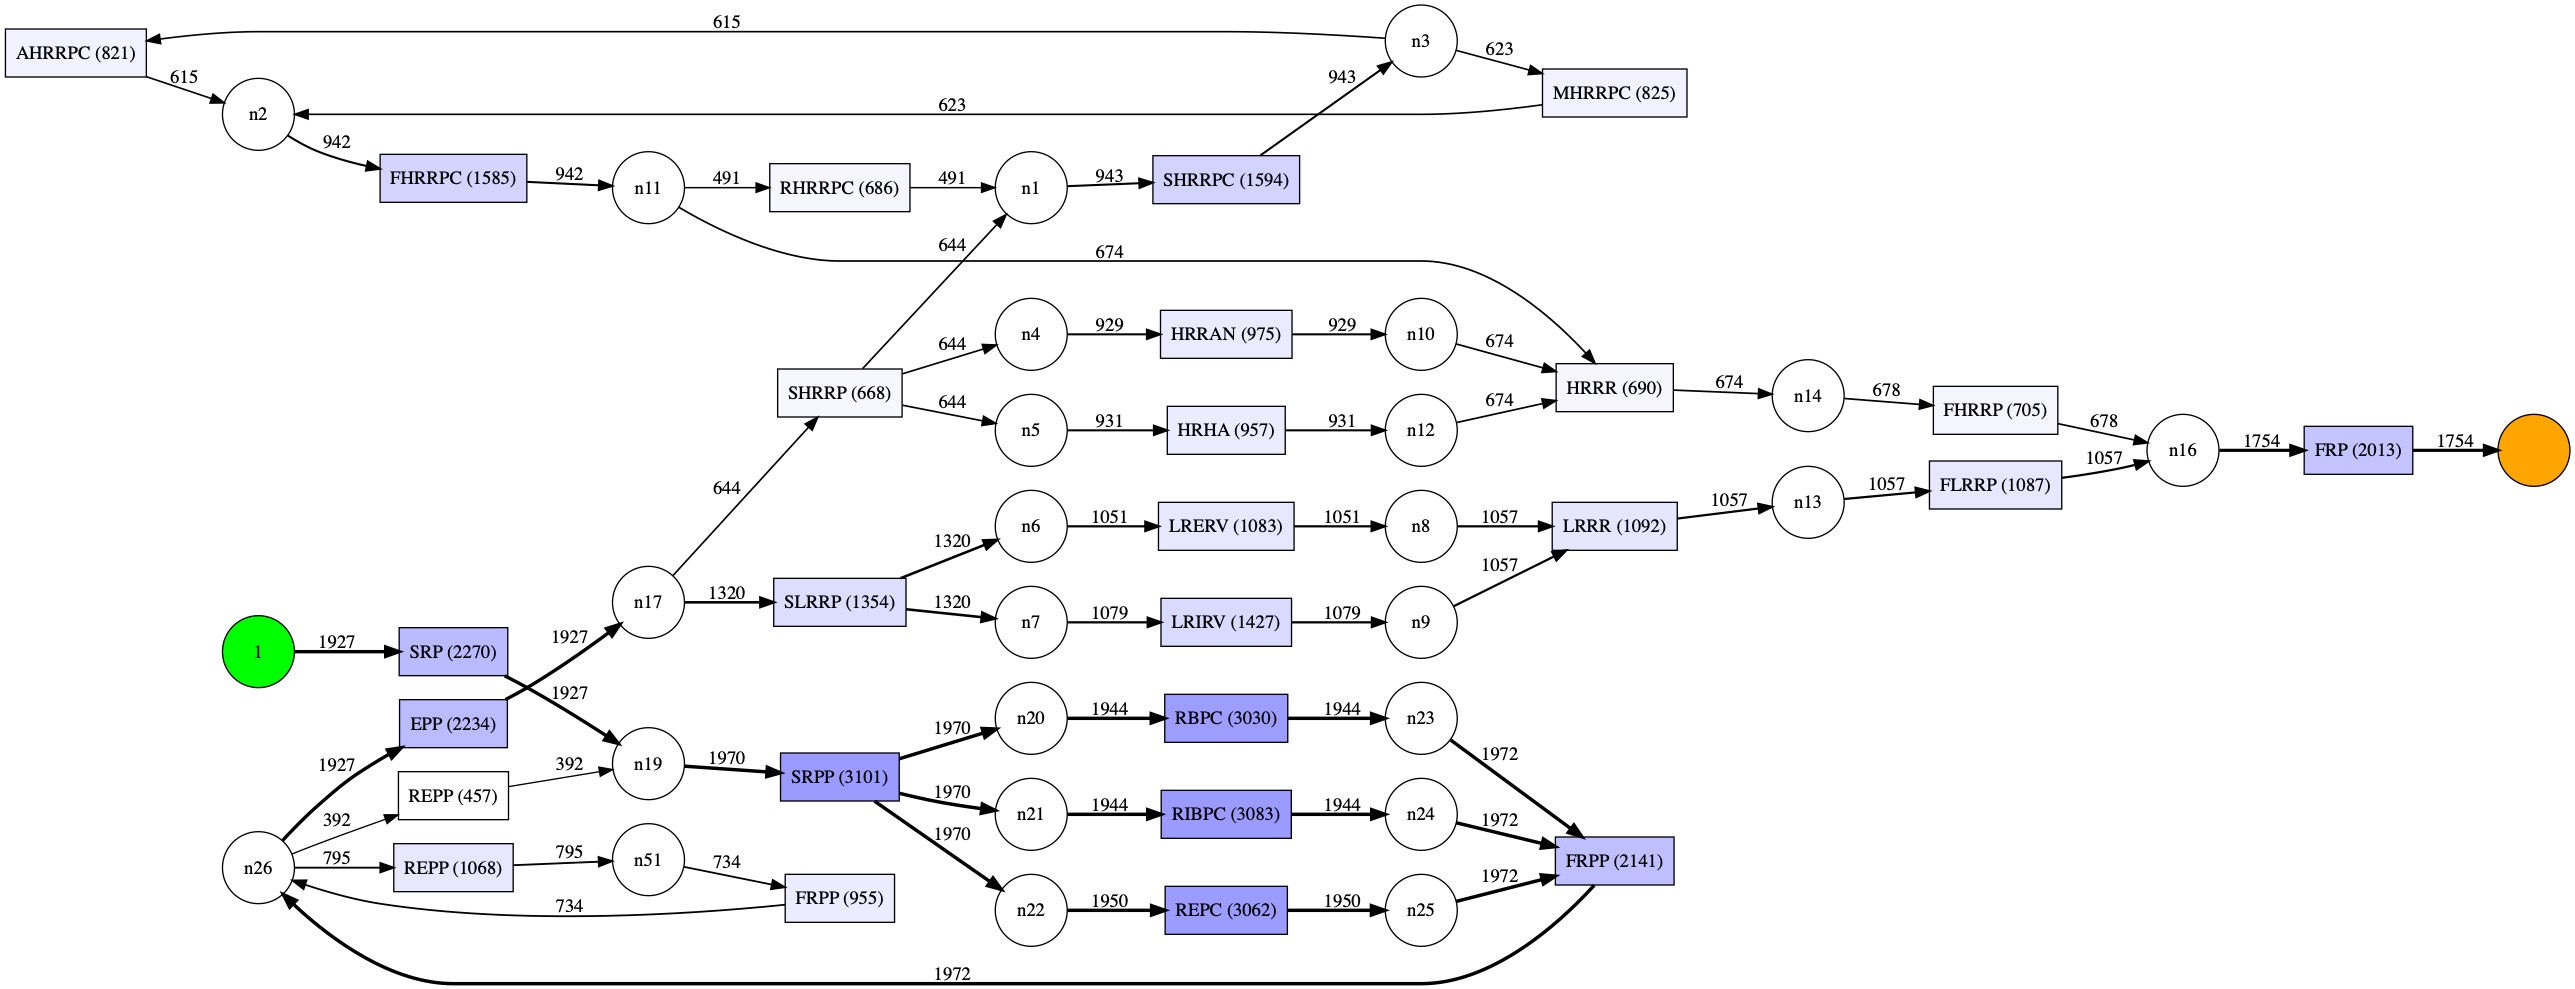 615
n3
AHRRPC (821)
623
615
943
MHRRPC (825)
n2
623
942
FHRRPC (1585)
942
n11
491
RHRRPC (686)
491
n1
943
SHRRPC (1594)
644
674
n4
929
HRRAN (975)
929
n10
674
644
SHRRP (668)
HRRR (690)
674
n14
678
FHRRP (705)
644
n5
931
HRHA (957)
931
n12
674
678
n16
1754
FRP (2013)
1754
644
1057
1320
n6
1051
LRERV (1083)
1051
n8
1057
LRRR (1092)
1057
n13
1057
FLRRP (1087)
1057
n17
1320
SLRRP (1354)
1320
n7
1079
LRIRV (1427)
1079
n9
1
1927
SRP (2270)
1927
1927
EPP (2234)
n20
1944
RBPC (3030)
1944
n23
1972
1970
1927
392
n19
1970
SRPP (3101)
REPP (457)
1970
n21
1944
RIBPC (3083)
1944
n24
1972
392
1970
n26
795
REPP (1068)
795
n51
734
FRPP (2141)
FRPP (955)
734
n22
1950
REPC (3062)
1950
n25
1972
1972